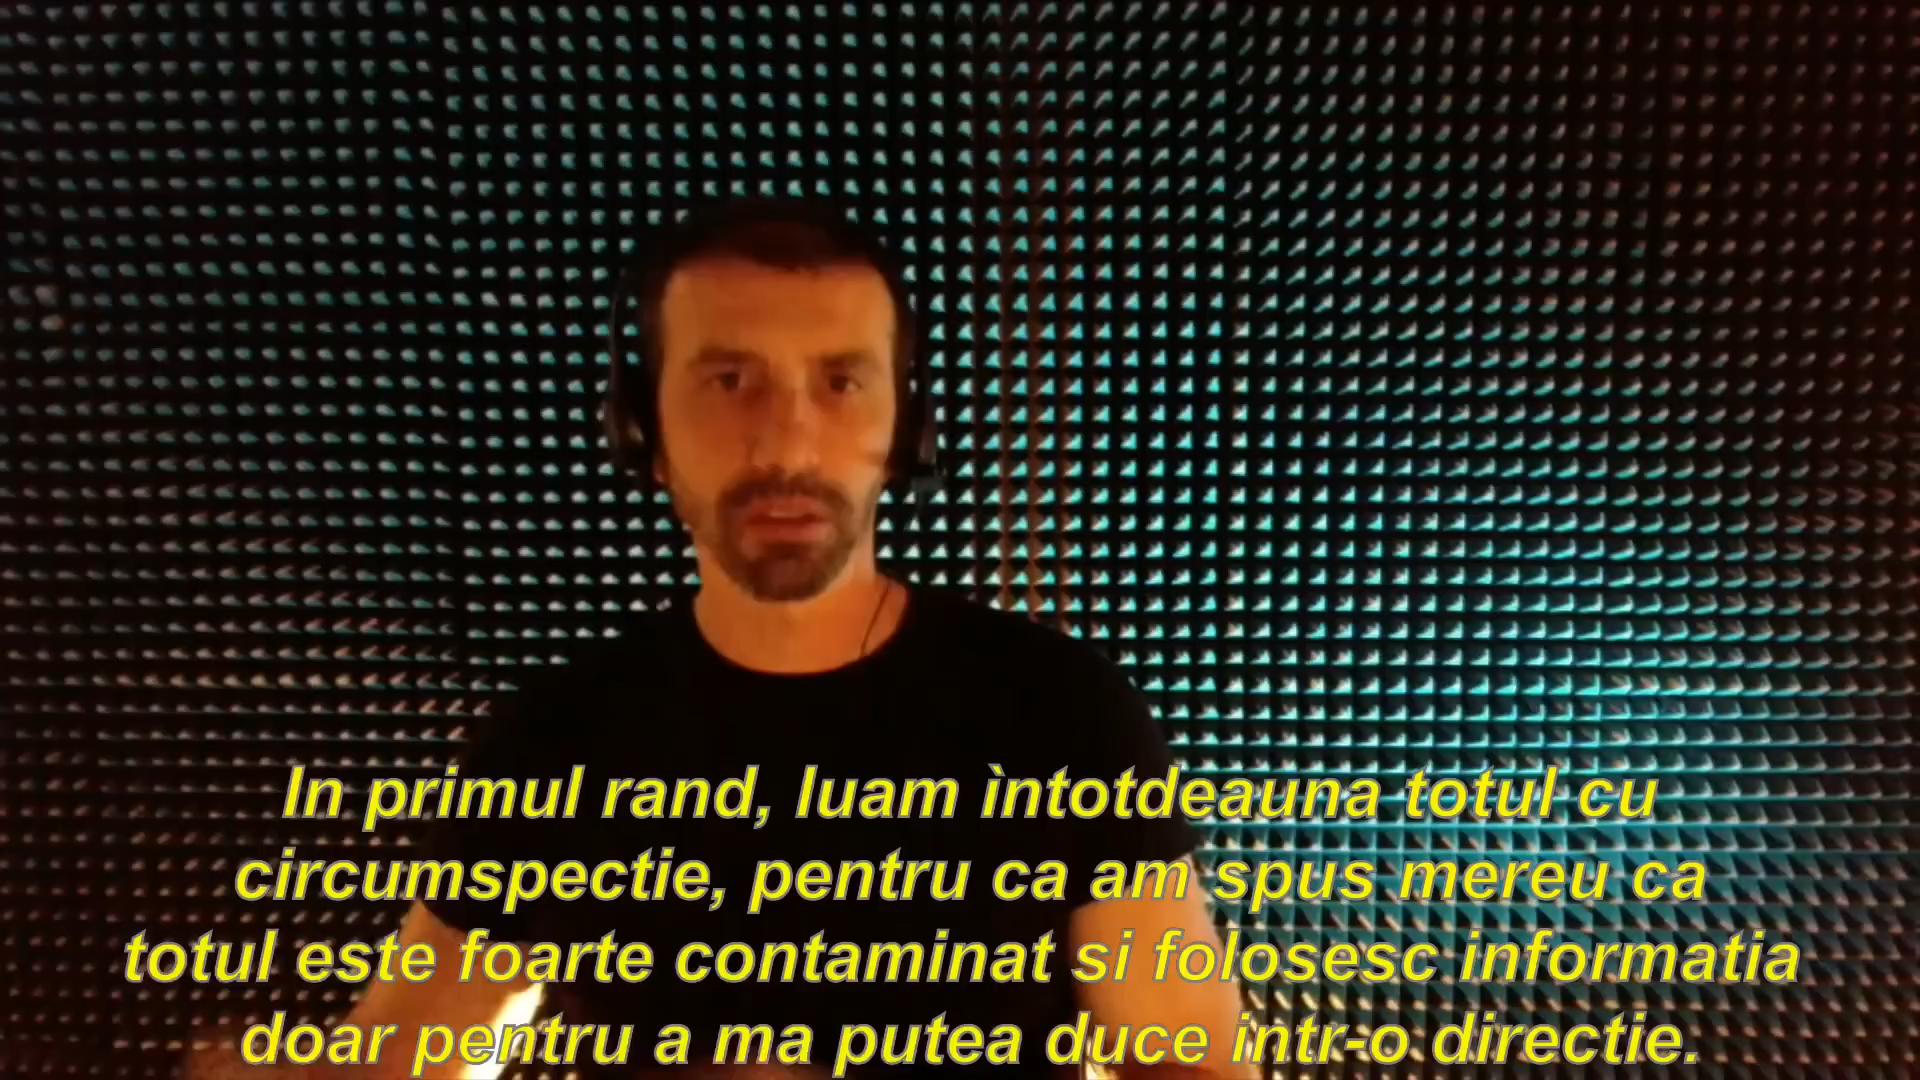 In primul rand, luam ìntotdeauna totul cu
circumspectie, pentru ca am spus mereu ca
totul este foarte contaminat si folosesc informatia
doar pentru a ma putea duce intr-o directie.